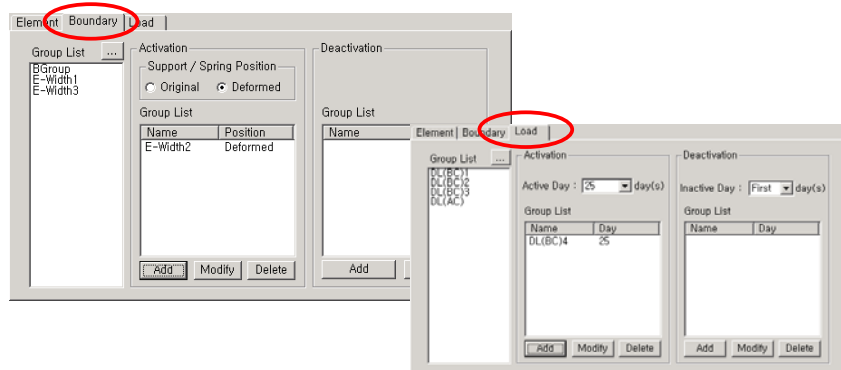 Element Boundary Load
Group List ...
BGroup
E-Width1
E-Width3
Activation
Support / Spring Position
Original Deformed
Group List
Name Position
E-Width2 Deformed
Add Modify Delete
Deactivation
Group List
Name
Add
Element Boundary Load
Group List ...
DL(BC)1
DL(BC)2
DL(BC)3
DL(AC)
Activation
Active Day : 25 day(s)
Group List
Name Day
DL(BC)4 25
Add Modify Delete
Deactivation
Inactive Day : First day(s)
Group List
Name Day
Add Modify Delete